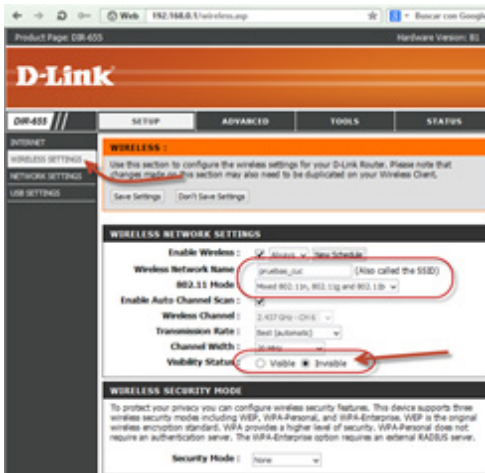 Web 192.168.0.1/wireless.asp
Buscar con Google
Product Page: DIR-655
Hardware Version: B1
D-Link
DIR-655
SETUP
ADVANCED
TOOLS
STATUS
INTERNET
WIRELESS SETTINGS
NETWORK SETTINGS
USB SETTINGS
WIRELESS :
Use this section to configure the wireless settings for your D-Link Router. Please note that
changes made on this section may also need to be duplicated on your Wireless Client.
Save Settings
Don't Save Settings
WIRELESS NETWORK SETTINGS
Enable Wireless : Always New Schedule
Wireless Network Name : pruebas_cuc (Also called the SSID)
802.11 Mode Mixed 802.11n, 802.11g and 802.11b
Enable Auto Channel Scan :
Wireless Channel : 2.437 GHz - CH 6
Transmission Rate : Best (automatic)
Channel Width : 20 MHz
Visibility Status : Visible Invisible
WIRELESS SECURITY MODE
To protect your privacy you can configure wireless security features. This device supports three
wireless security modes including WEP, WPA-Personal, and WPA-Enterprise. WEP is the original
wireless encryption standard. WPA provides a higher level of security. WPA-Personal does not
require an authentication server. The WPA-Enterprise option requires an external RADIUS server.
Security Mode : None